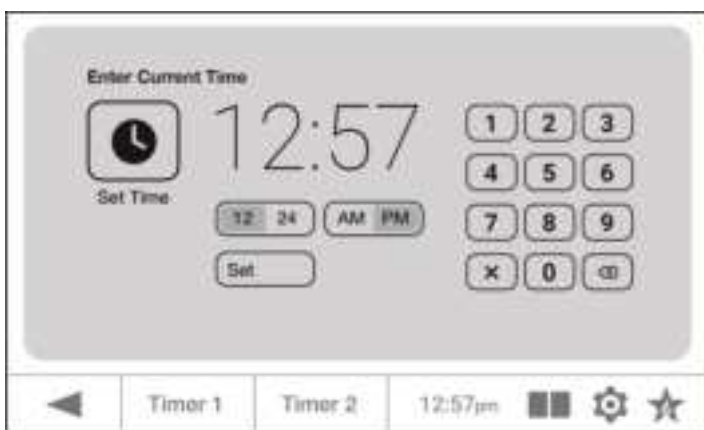 Enter Current Time
12:57
Set Time
12 24 AM PM
Set
1 2 3
4 5 6
7 8 9
× 0 ⌫
Timer 1 Timer 2 12:57pm